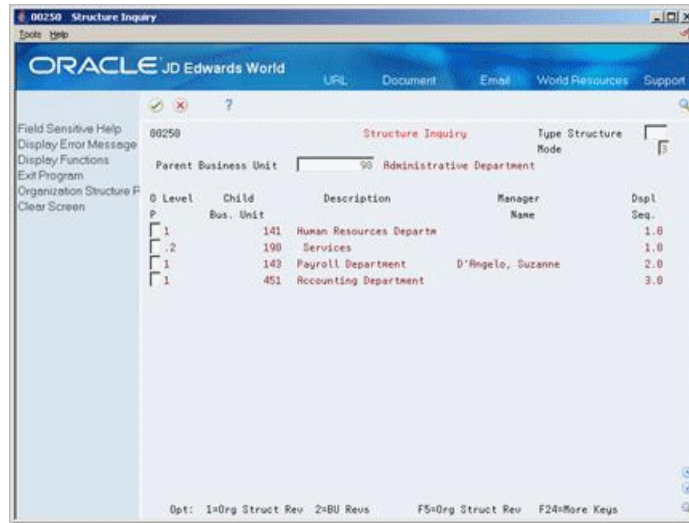 00250 Structure Inquiry
Tools Help
ORACLE JD Edwards World
URL Document Email World Resources Support
?
Field Sensitive Help
Display Error Message
Display Functions
Exit Program
Organization Structure R
Clear Screen
00250 Structure Inquiry Type Structure
Mode 3
Parent Business Unit 90 Administrative Department
O Level Child Description Manager Dspl
P Bus. Unit Name Seq.
1 141 Human Resources Departm 1.0
.2 190 Services 1.0
1 143 Payroll Department D'Angelo, Suzanne 2.0
1 451 Accounting Department 3.0
Opt: 1=Org Struct Rev 2=BU Revs F5=Org Struct Rev F24=More Keys